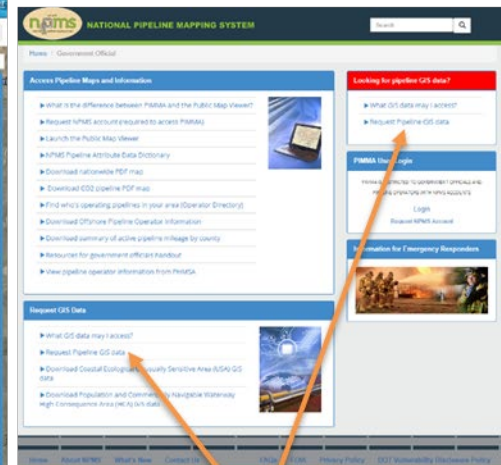 npms NATIONAL PIPELINE MAPPING SYSTEM
Search
Home / Government Official
Access Pipeline Maps and Information
What is the difference between PIMMA and the Public Map Viewer?
Request NPMS account (required to access PIMMA)
Launch the Public Map Viewer
NPMS Pipeline Attribute Data Dictionary
Download nationwide PDF map
Download CO2 pipeline PDF map
Find who's operating pipelines in your area (Operator Directory)
Download Offshore Pipeline Operator Information
Download summary of active pipeline mileage by county
Resources for government officials handout
View pipeline operator information from PHMSA
Looking for pipeline GIS data?
What GIS data may I access?
Request Pipeline GIS data
PIMMA User Login
Login
Request NPMS Account
Information for Emergency Responders
Request GIS Data
What GIS data may I access?
Request Pipeline GIS data
Download Coastal Ecological Unusually Sensitive Area (USA) GIS
data
Download Population and Commercially Navigable Waterway
High Consequence Area (HCA) GIS data
Home About NPMS What's New Contact Us FAQs Privacy Policy DOT Vulnerability Disclosure Policy